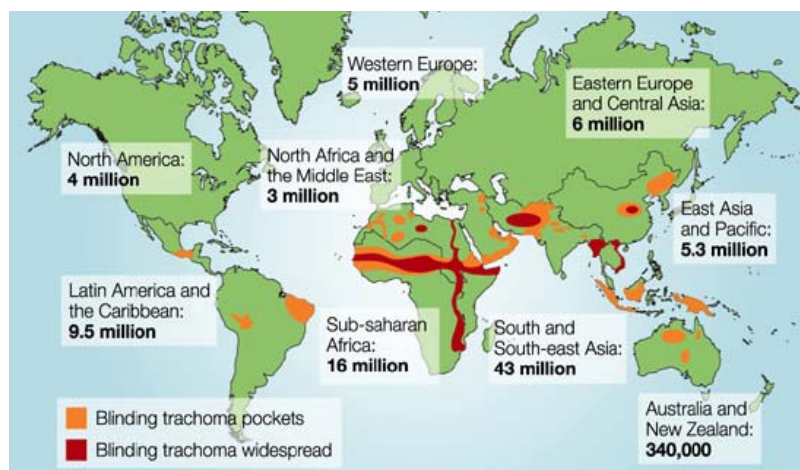 Western Europe:
5 million
Eastern Europe
and Central Asia:
6 million
North America:
4 million
North Africa and
the Middle East:
3 million
East Asia
and Pacific:
5.3 million
Latin America and
the Caribbean:
9.5 million
Sub-saharan
Africa:
16 million
South and
South-east Asia:
43 million
Australia and
New Zealand:
340,000
Blinding trachoma pockets
Blinding trachoma widespread